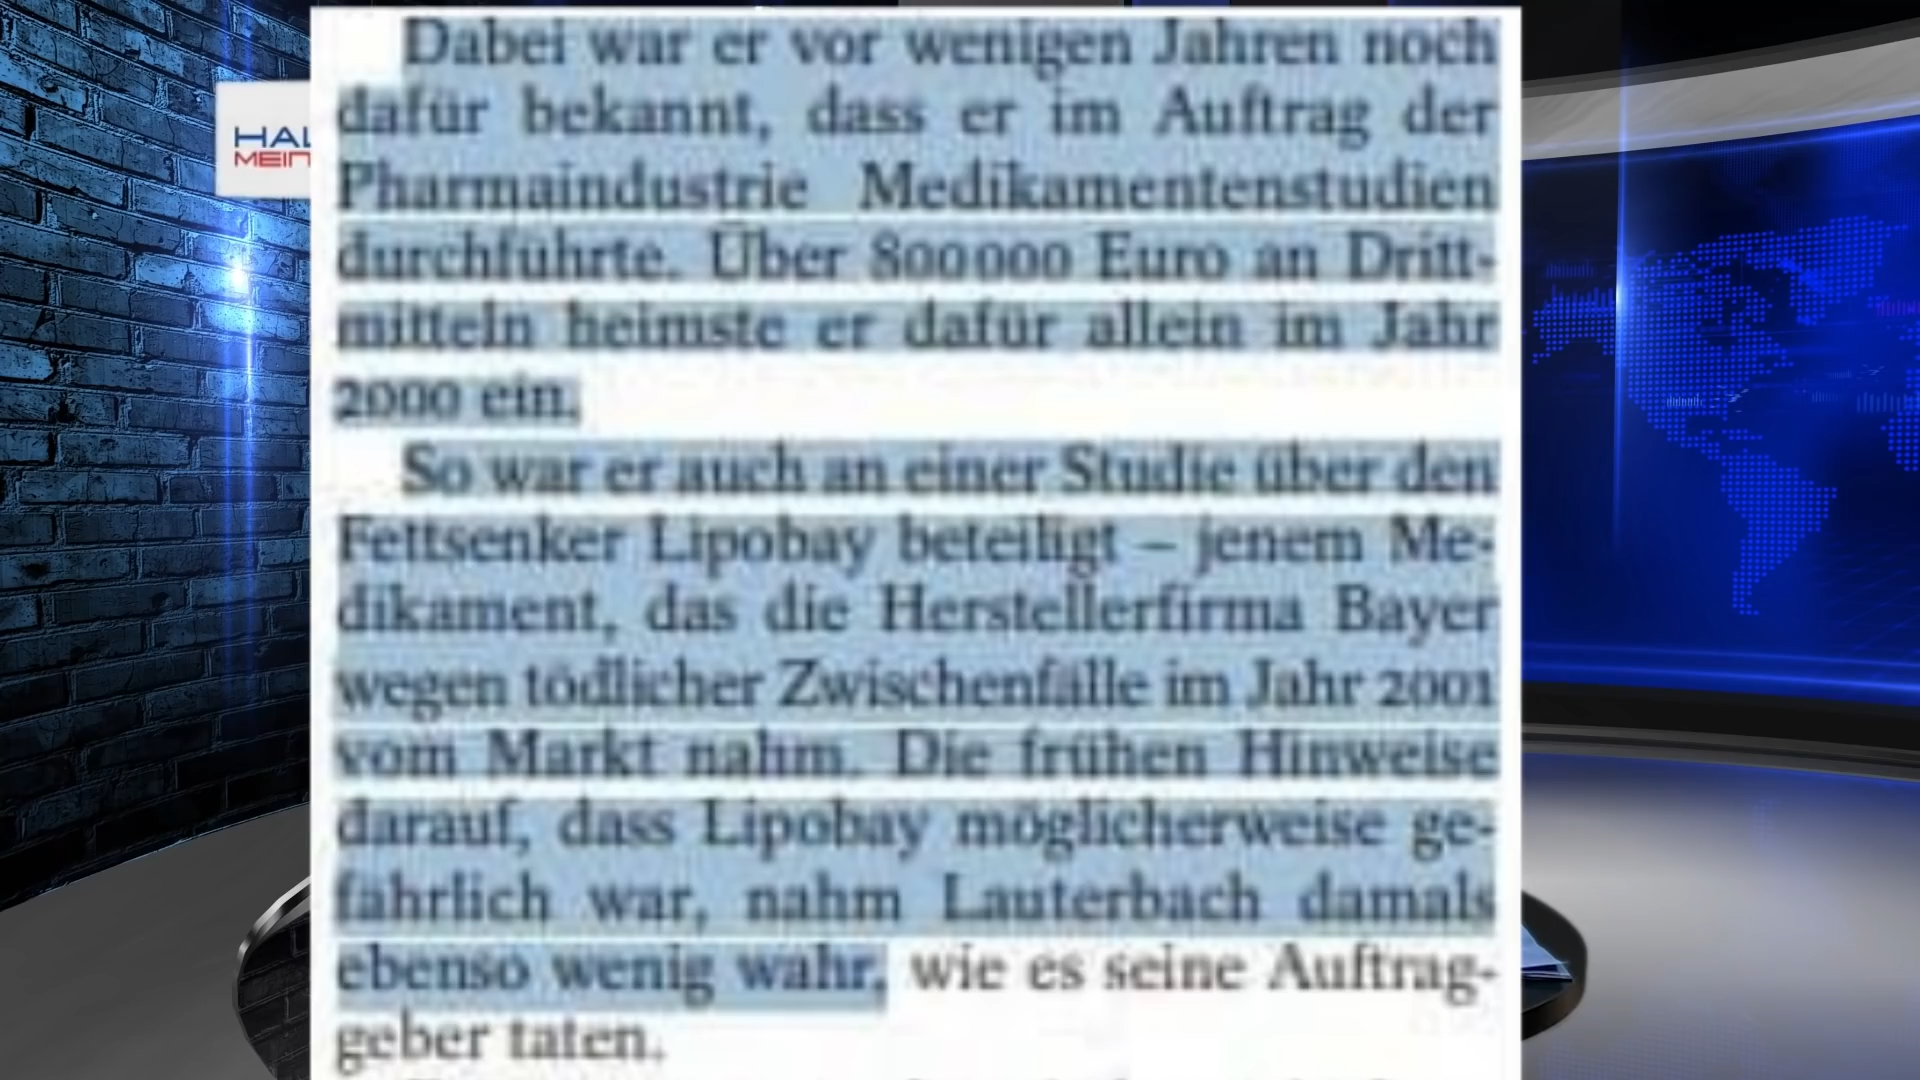 HAL
MEIN
Dabei war er vor wenigen Jahren noch
dafür bekannt, dass er im Auftrag der
Pharmaindustrie Medikamentenstudien
durchführte. Über 800000 Euro an Dritt-
mitteln heimste er dafür allein im Jahr
2000 ein.
So war er auch an einer Studie über den
Fettsenker Lipobay beteiligt – jenem Me-
dikament, das die Herstellerfirma Bayer
wegen tödlicher Zwischenfälle im Jahr 2001
vom Markt nahm. Die frühen Hinweise
darauf, dass Lipobay möglicherweise ge-
fährlich war, nahm Lauterbach damals
ebenso wenig wahr, wie es seine Auftrag-
geber taten.